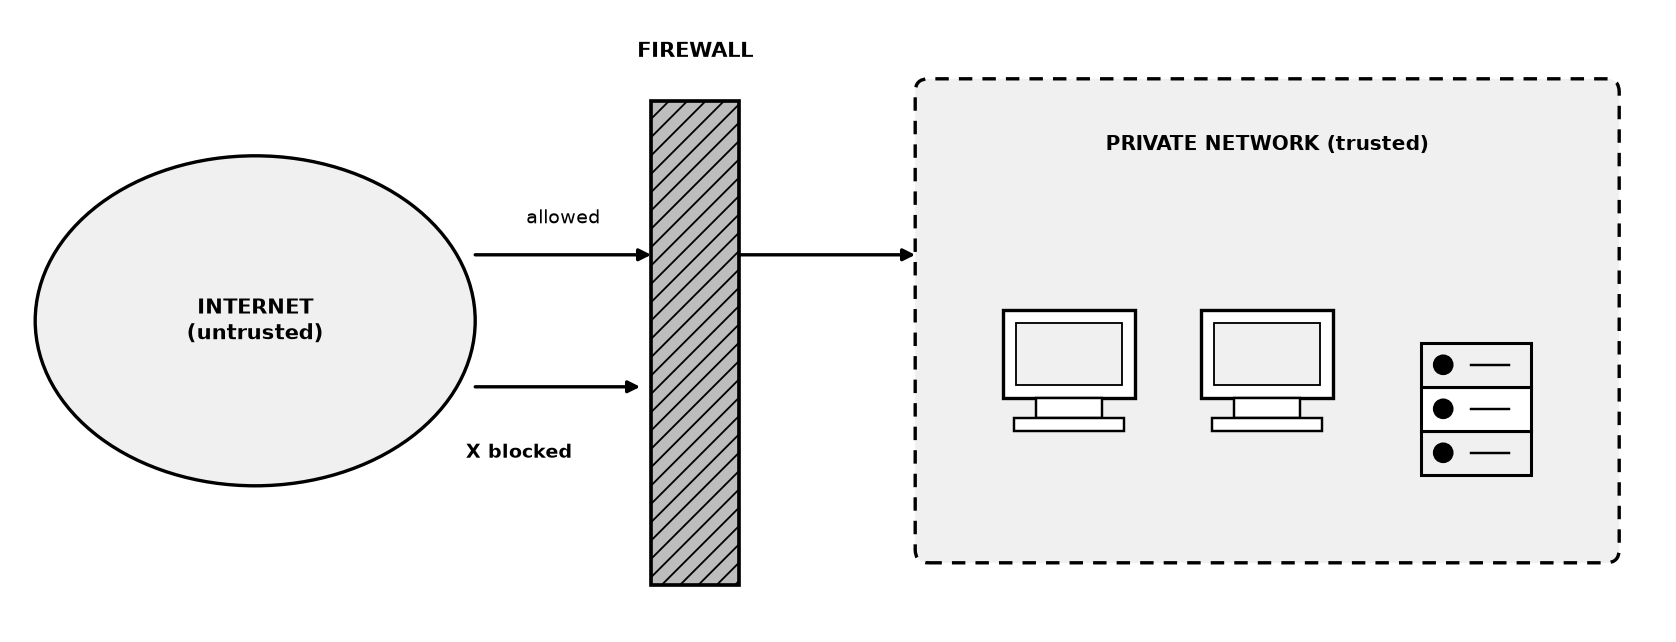 FIREWALL
PRIVATE NETWORK (trusted)
allowed
INTERNET
(untrusted)
X blocked